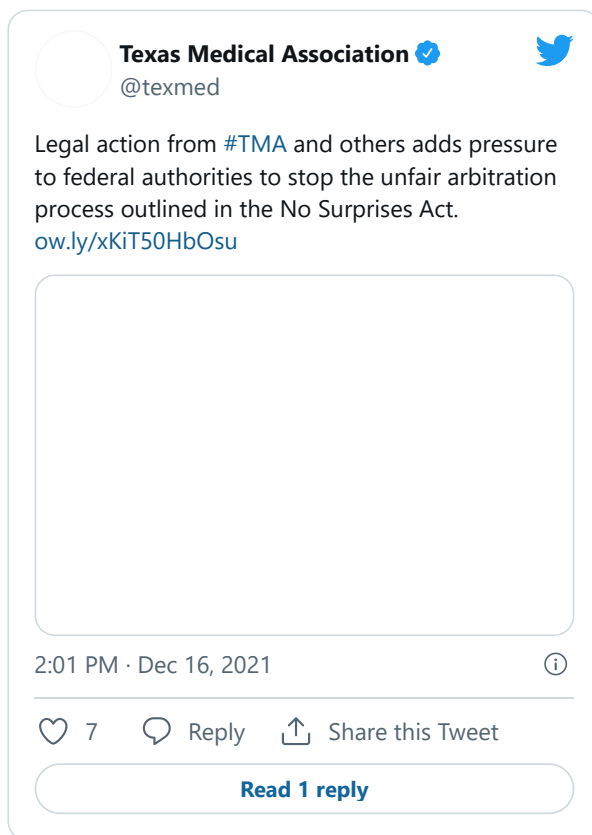 Texas Medical Association
@texmed
Legal action from #TMA and others adds pressure
to federal authorities to stop the unfair arbitration
process outlined in the No Surprises Act.
ow.ly/xKiT50HbOsu
2:01 PM · Dec 16, 2021
7 Reply Share this Tweet
Read 1 reply